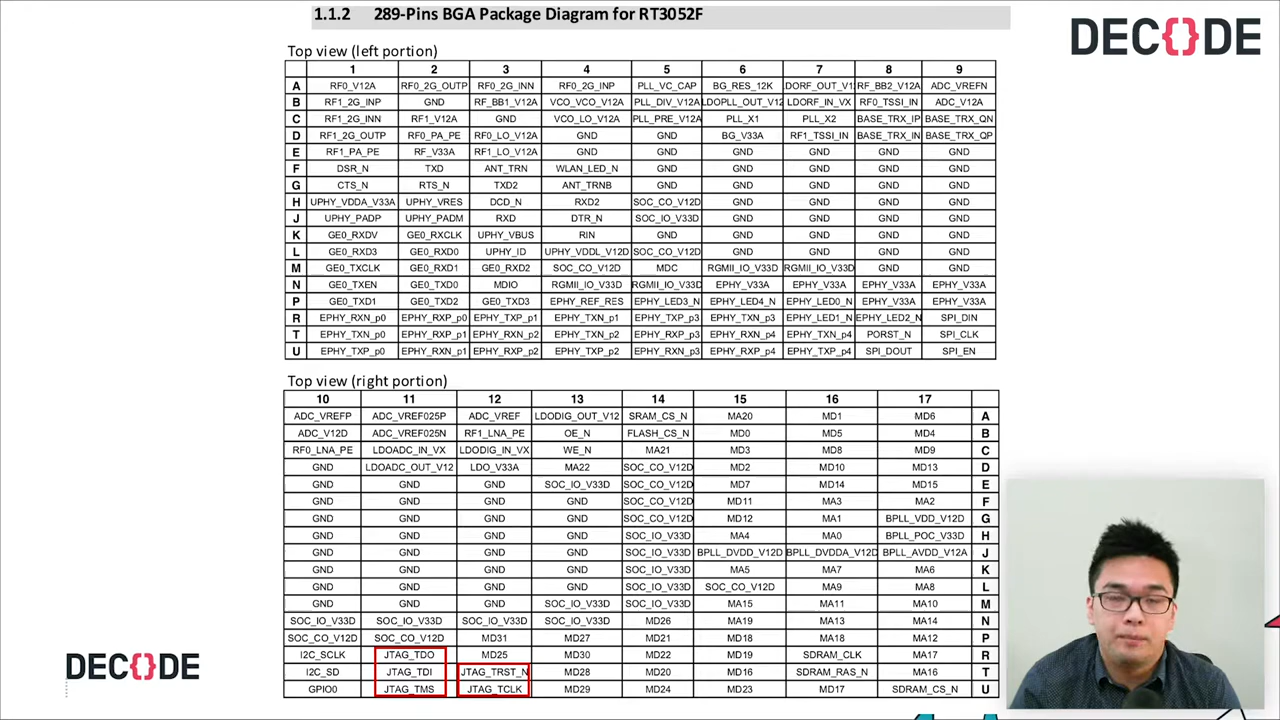 1.1.2 289-Pins BGA Package Diagram for RT3052F
DEC{}DE
Top view (left portion)
1 2 3 4 5 6 7 8 9
A RF0_V12A RF0_2G_OUTP RF0_2G_INN RF0_2G_INP PLL_VC_CAP BG_RES_12K LDORF_OUT_V12 RF_BB2_V12A ADC_VREFN
B RF1_2G_INP GND RF_BB1_V12A VCO_VCO_V12A PLL_DIV_V12A LDOPLL_OUT_V12 LDORF_IN_VX RF0_TSSI_IN ADC_V12A
C RF1_2G_INN RF1_V12A GND VCO_LO_V12A PLL_PRE_V12A PLL_X1 PLL_X2 BASE_TRX_IP BASE_TRX_QN
D RF1_2G_OUTP RF0_PA_PE RF0_LO_V12A GND GND BG_V33A RF1_TSSI_IN BASE_TRX_IN BASE_TRX_QP
E RF1_PA_PE RF_V33A RF1_LO_V12A GND GND GND GND GND GND
F DSR_N TXD ANT_TRN WLAN_LED_N GND GND GND GND GND
G CTS_N RTS_N TXD2 ANT_TRNB GND GND GND GND GND
H UPHY_VDDA_V33A UPHY_VRES DCD_N RXD2 SOC_CO_V12D GND GND GND GND
J UPHY_PADP UPHY_PADM RXD DTR_N SOC_IO_V33D GND GND GND GND
K GE0_RXDV GE0_RXCLK UPHY_VBUS RIN GND GND GND GND GND
L GE0_RXD3 GE0_RXD0 UPHY_ID UPHY_VDDL_V12D SOC_CO_V12D GND GND GND GND
M GE0_TXCLK GE0_RXD1 GE0_RXD2 SOC_CO_V12D MDC RGMII_IO_V33D RGMII_IO_V33D GND GND
N GE0_TXEN GE0_TXD0 MDIO RGMII_IO_V33D RGMII_IO_V33D EPHY_V33A EPHY_V33A EPHY_V33A EPHY_V33A
P GE0_TXD1 GE0_TXD2 GE0_TXD3 EPHY_REF_RES EPHY_LED3_N EPHY_LED4_N EPHY_LED0_N EPHY_V33A EPHY_V33A
R EPHY_RXN_p0 EPHY_RXP_p0 EPHY_TXP_p1 EPHY_TXN_p1 EPHY_TXP_p3 EPHY_TXN_p3 EPHY_LED1_N EPHY_LED2_N SPI_DIN
T EPHY_TXN_p0 EPHY_RXP_p1 EPHY_RXN_p2 EPHY_TXN_p2 EPHY_RXP_p3 EPHY_RXN_p4 EPHY_TXN_p4 PORST_N SPI_CLK
U EPHY_TXP_p0 EPHY_RXN_p1 EPHY_RXP_p2 EPHY_TXP_p2 EPHY_RXN_p3 EPHY_RXP_p4 EPHY_TXP_p4 SPI_DOUT SPI_EN
Top view (right portion)
10 11 12 13 14 15 16 17
ADC_VREFP ADC_VREF025P ADC_VREF LDODIG_OUT_V12 SRAM_CS_N MA20 MD1 MD6 A
ADC_V12D ADC_VREF025N RF1_LNA_PE OE_N FLASH_CS_N MD0 MD5 MD4 B
RF0_LNA_PE LDOADC_IN_VX LDODIG_IN_VX WE_N MA21 MD3 MD8 MD9 C
GND LDOADC_OUT_V12 LDO_V33A MA22 SOC_CO_V12D MD2 MD10 MD13 D
GND GND GND SOC_IO_V33D SOC_CO_V12D MD7 MD14 MD15 E
GND GND GND GND SOC_CO_V12D MD11 MA3 MA2 F
GND GND GND GND SOC_CO_V12D MD12 MA1 BPLL_VDD_V12D G
GND GND GND GND SOC_IO_V33D MA4 MA0 BPLL_POC_V33D H
GND GND GND GND SOC_IO_V33D BPLL_DVDD_V12D BPLL_DVDDA_V12D BPLL_AVDD_V12A J
GND GND GND GND SOC_IO_V33D MA5 MA7 MA6 K
GND GND GND GND SOC_IO_V33D SOC_CO_V12D MA9 MA8 L
GND GND GND SOC_IO_V33D SOC_IO_V33D MA15 MA11 MA10 M
SOC_IO_V33D SOC_IO_V33D SOC_IO_V33D SOC_IO_V33D MD26 MA19 MA13 MA14 N
SOC_CO_V12D SOC_CO_V12D MD31 MD27 MD21 MD18 MA18 MA12 P
I2C_SCLK JTAG_TDO MD25 MD30 MD22 MD19 SDRAM_CLK MA17 R
I2C_SD JTAG_TDI JTAG_TRST_N MD28 MD20 MD16 SDRAM_RAS_N MA16 T
GPIO0 JTAG_TMS JTAG_TCLK MD29 MD24 MD23 MD17 SDRAM_CS_N U
DEC{}DE